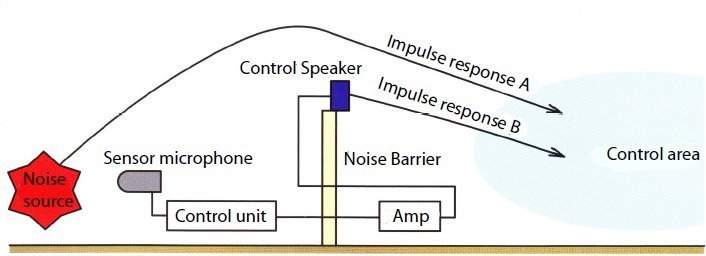 Impulse response A
Control Speaker
Impulse response B
Sensor microphone
Noise Barrier
Control area
Noise
source
Control unit
Amp